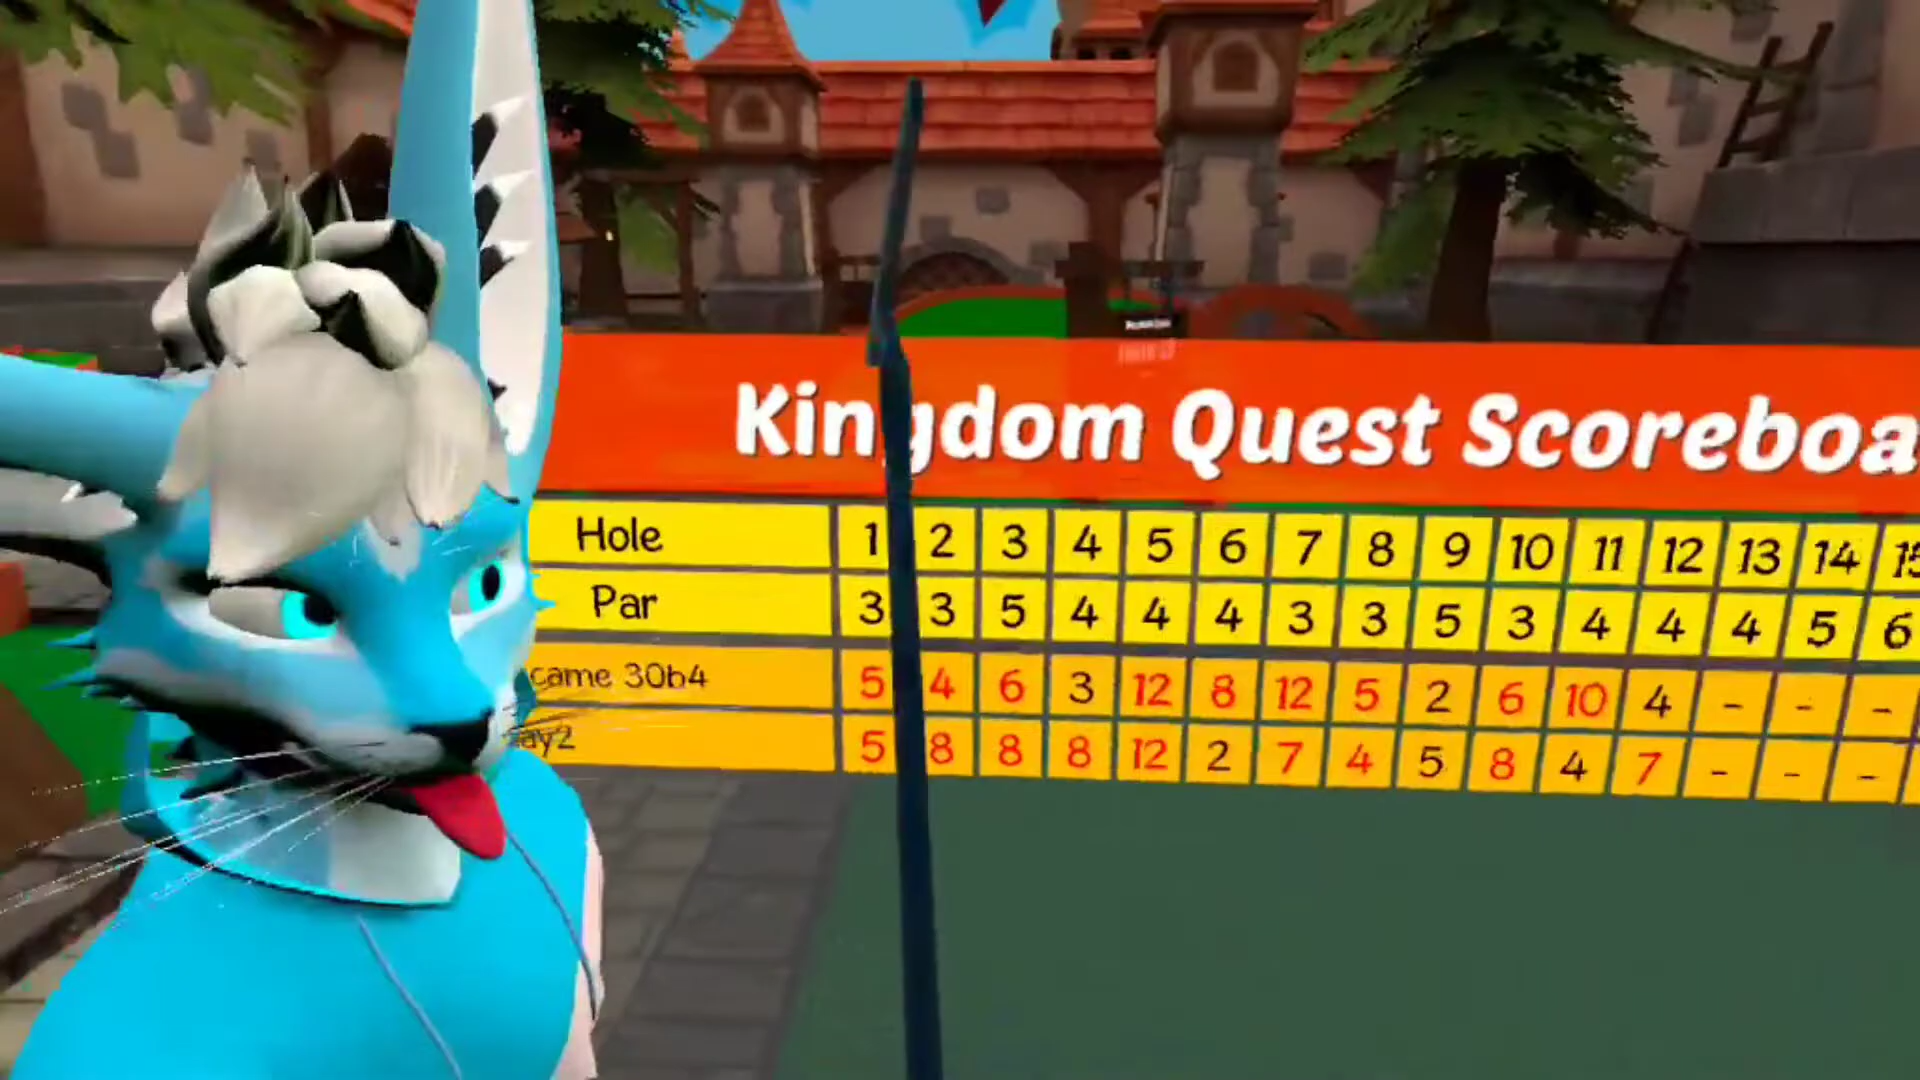 Kingdom Quest Scoreboa
Hole 1 2 3 4 5 6 7 8 9 10 11 12 13 14 15
Par 3 3 5 4 4 4 3 3 5 3 4 4 4 5 6
came 30b4 5 4 6 3 12 8 12 5 2 6 10 4 - - -
ay2 5 8 8 8 12 2 7 4 5 8 4 7 - - -